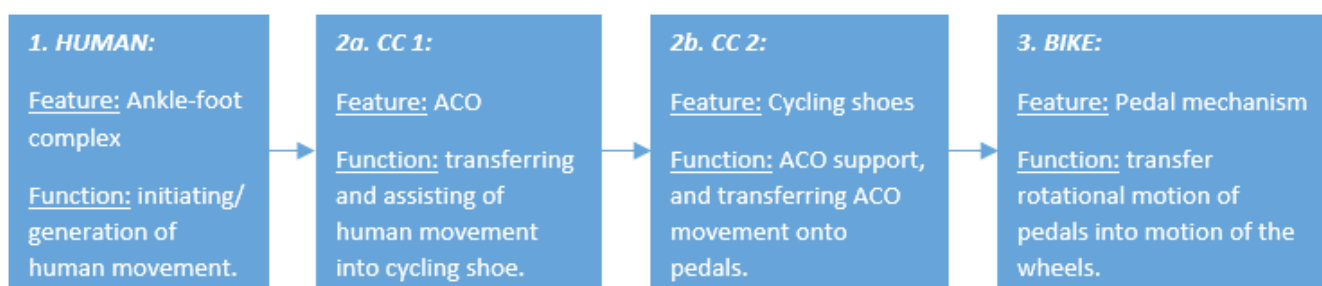 1. HUMAN:
Feature: Ankle-foot
complex
Function: initiating/
generation of
human movement.
2a. CC 1:
Feature: ACO
Function: transferring
and assisting of
human movement
into cycling shoe.
2b. CC 2:
Feature: Cycling shoes
Function: ACO support,
and transferring ACO
movement onto
pedals.
3. BIKE:
Feature: Pedal mechanism
Function: transfer
rotational motion of
pedals into motion of the
wheels.